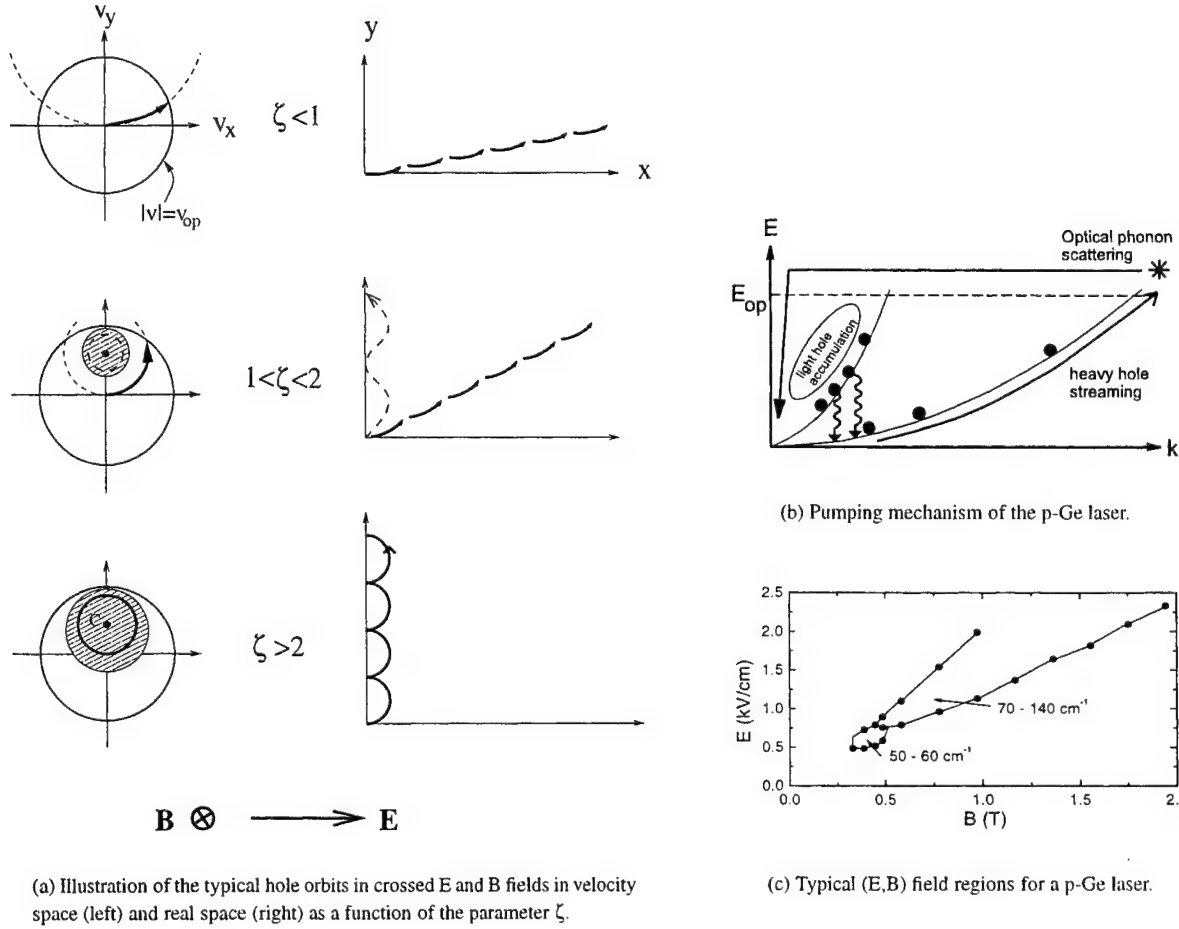 v_y
v_x
|v|=v_op
ζ<1
y
x
1<ζ<2
C
ζ>2
B ⊗ E
(a) Illustration of the typical hole orbits in crossed E and B fields in velocity
space (left) and real space (right) as a function of the parameter ζ.
E
Optical phonon
scattering
E_op
light hole
accumulation
heavy hole
streaming
k
(b) Pumping mechanism of the p-Ge laser.
2.5
2.0
1.5
1.0
0.5
0.0
E (kV/cm)
70 - 140 cm⁻¹
50 - 60 cm⁻¹
0.0 0.5 1.0 1.5 2.
B (T)
(c) Typical (E,B) field regions for a p-Ge laser.